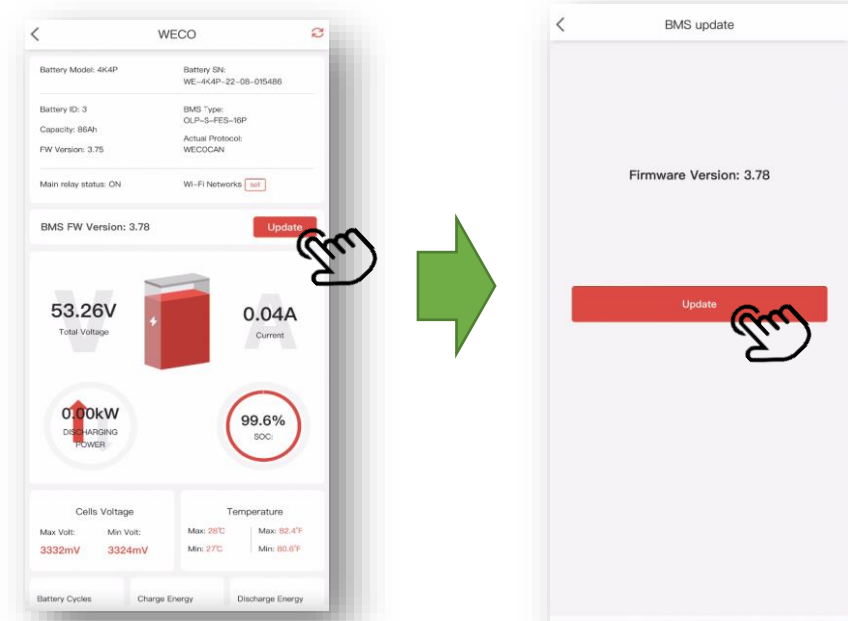 WECO
Battery Model: 4K4P
Battery SN:
WE-4K4P-22-08-015486
Battery ID: 3
BMS Type:
OLP-S-FES-16P
Capacity: 86Ah
Actual Protocol:
WECOCAN
FW Version: 3.75
Main relay status: ON
Wi-Fi Networks
set
BMS FW Version: 3.78
Update
V
A
53.26V
Total Voltage
0.04A
Current
0.00kW
DISCHARGING
POWER
99.6%
SOC:
Cells Voltage
Max Volt:
Min Volt:
3332mV
3324mV
Temperature
Max: 28℃
Max: 82.4℉
Min: 27℃
Min: 80.6℉
Battery Cycles
Charge Energy
Discharge Energy
BMS update
Firmware Version: 3.78
Update